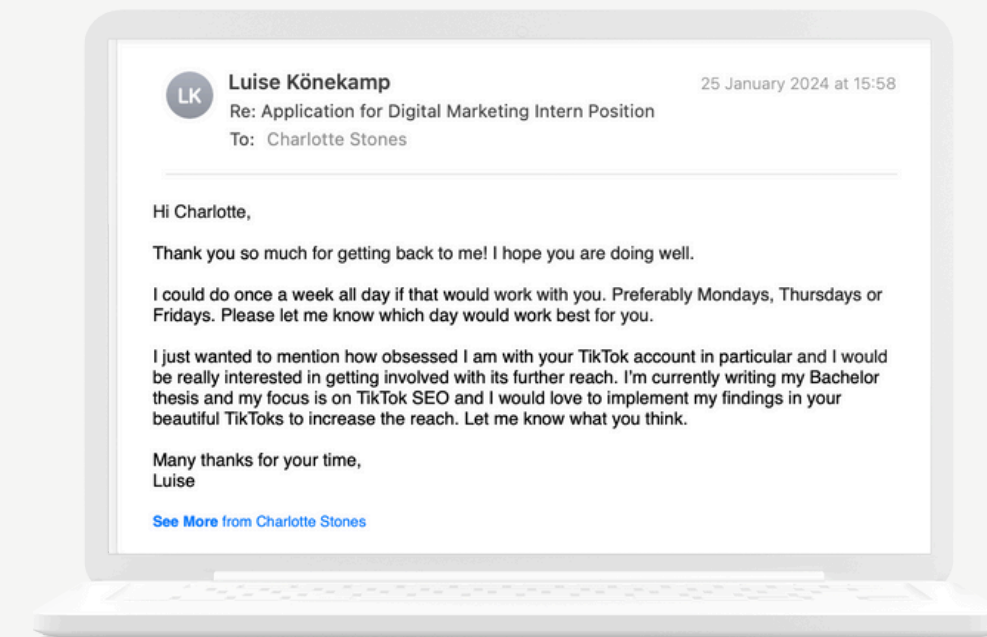 LK
Luise Könekamp
25 January 2024 at 15:58
Re: Application for Digital Marketing Intern Position
To: Charlotte Stones
Hi Charlotte,
Thank you so much for getting back to me! I hope you are doing well.
I could do once a week all day if that would work with you. Preferably Mondays, Thursdays or
Fridays. Please let me know which day would work best for you.
I just wanted to mention how obsessed I am with your TikTok account in particular and I would
be really interested in getting involved with its further reach. I'm currently writing my Bachelor
thesis and my focus is on TikTok SEO and I would love to implement my findings in your
beautiful TikToks to increase the reach. Let me know what you think.
Many thanks for your time,
Luise
See More from Charlotte Stones